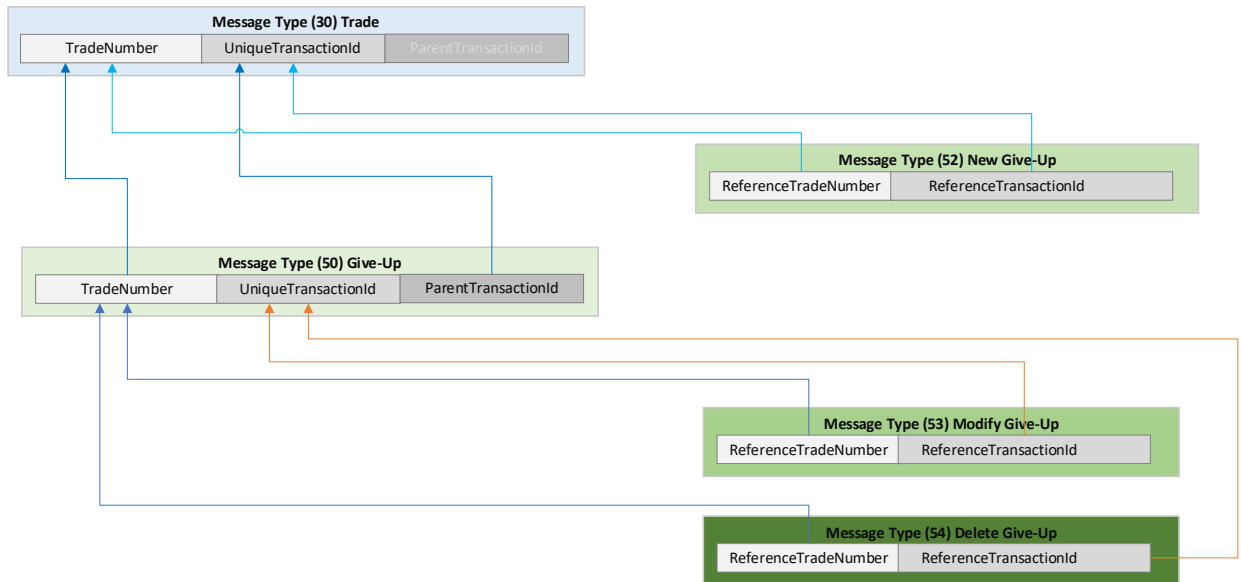 Message Type (30) Trade
TradeNumber UniqueTransactionId ParentTransactionId
Message Type (52) New Give-Up
ReferenceTradeNumber ReferenceTransactionId
Message Type (50) Give-Up
TradeNumber UniqueTransactionId ParentTransactionId
Message Type (53) Modify Give-Up
ReferenceTradeNumber ReferenceTransactionId
Message Type (54) Delete Give-Up
ReferenceTradeNumber ReferenceTransactionId